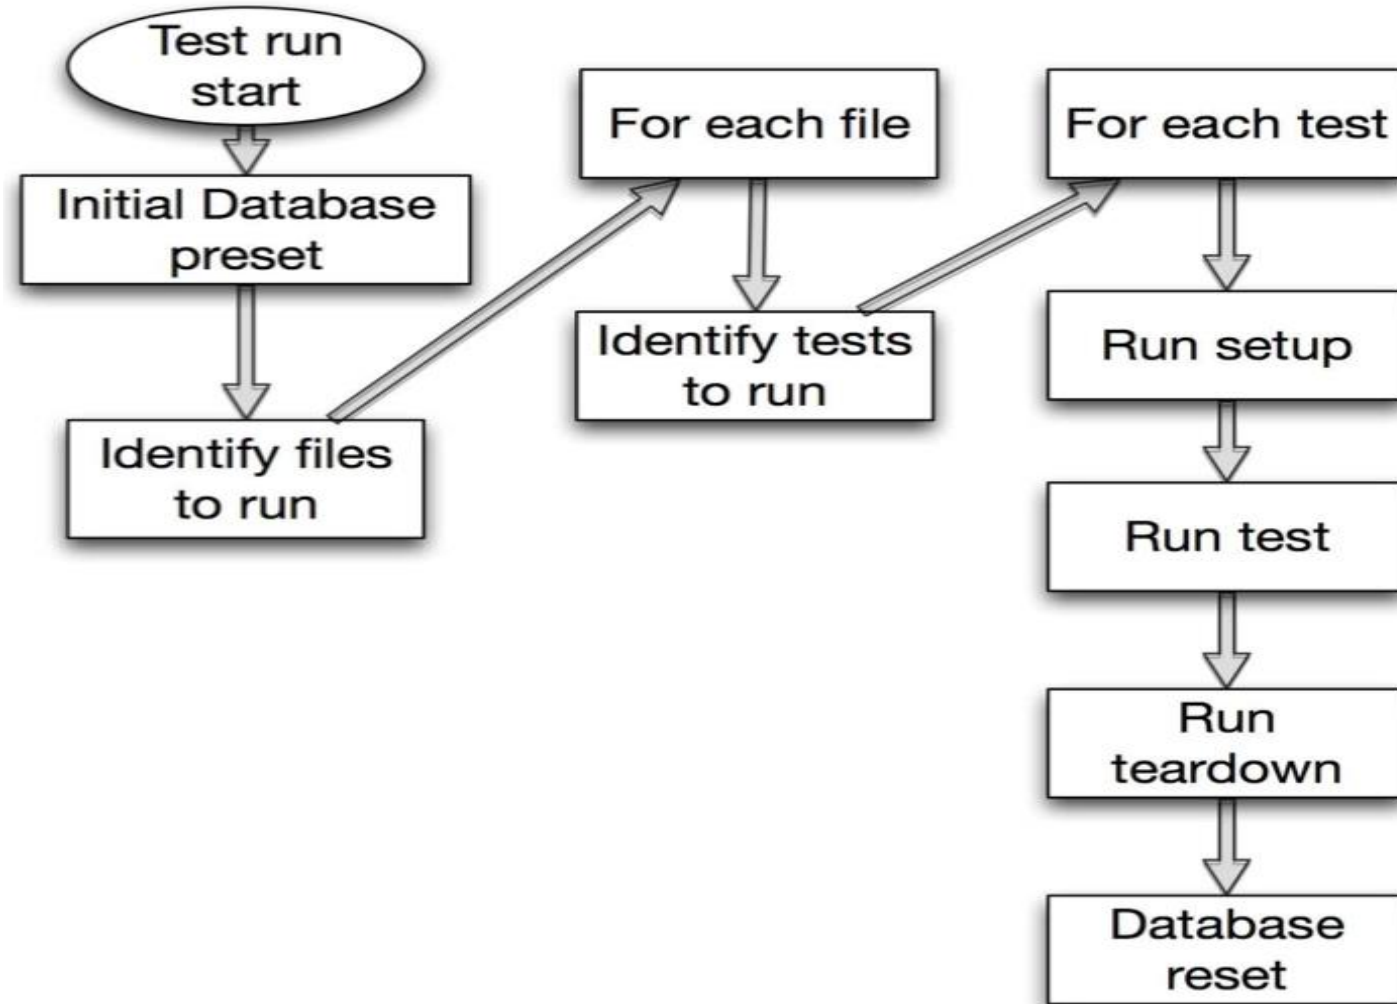 Test run
start
Initial Database
preset
Identify files
to run
For each file
Identify tests
to run
For each test
Run setup
Run test
Run
teardown
Database
reset